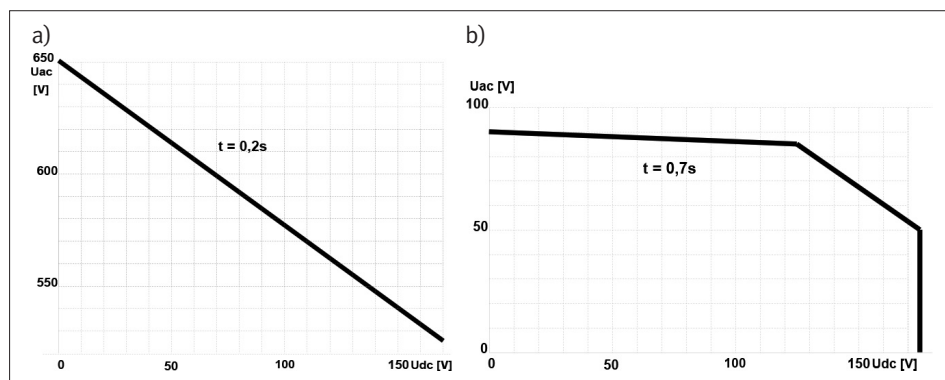 a)
650
Uac
[V]
t = 0,2s
600
550
0 50 100 150 Udc [V]
b)
Uac [V]
100
t = 0,7s
50
0
0 50 100 150 Udc [V]